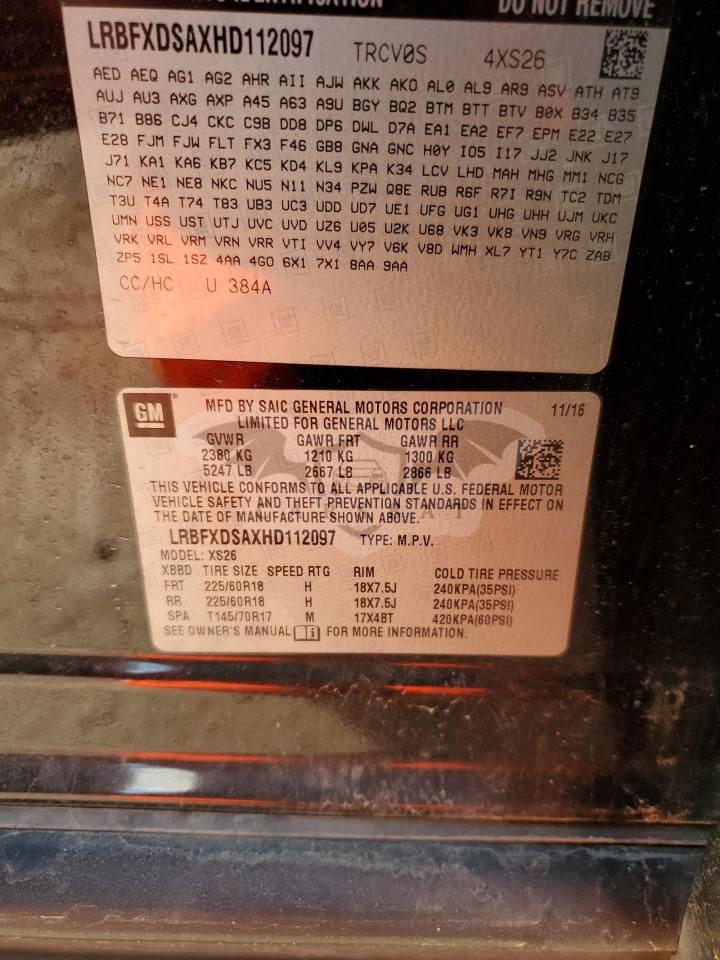 IDENTIFICATION DO NOT REMOVE
LRBFXDSAXHD112097 TRCV0S 4XS26
AED AEQ AG1 AG2 AHR AII AJW AKK AKO AL0 AL9 AR9 ASV ATH AT9
AUJ AU3 AXG AXP A45 A63 A9U BGY BQ2 BTM BTT BTV B0X B34 B35
B71 B86 CJ4 CKC C9B DD8 DP6 DWL D7A EA1 EA2 EF7 EPM E22 E27
E28 FJM FJW FLT FX3 F46 GB8 GNA GNC H0Y I05 I17 JJ2 JNK J17
J71 KA1 KA6 KB7 KC5 KD4 KL9 KPA K34 LCV LHD MAH MHG MM1 NCG
NC7 NE1 NE8 NKC NU5 N11 N34 PZW Q8E RUB R6F R7I R9N TC2 TDM
T3U T4A T74 T83 UB3 UC3 UDD UD7 UE1 UFG UG1 UHG UHH UJM UKC
UMN USS UST UTJ UVC UVD UZ6 U05 U2K U68 VK3 VK8 VN9 VRG VRH
VRK VRL VRM VRN VRR VTI VV4 VY7 V6K V8D WMH XL7 YT1 Y7C ZAB
ZP5 1SL 1SZ 4AA 4G0 6X1 7X1 8AA 9AA
CC/HC U 384A
GM ® MFD BY SAIC GENERAL MOTORS CORPORATION 11/16
LIMITED FOR GENERAL MOTORS LLC
GVWR GAWR FRT GAWR RR
2380 KG 1210 KG 1300 KG
5247 LB 2667 LB 2866 LB
THIS VEHICLE CONFORMS TO ALL APPLICABLE U.S. FEDERAL MOTOR
VEHICLE SAFETY AND THEFT PREVENTION STANDARDS IN EFFECT ON
THE DATE OF MANUFACTURE SHOWN ABOVE.
LRBFXDSAXHD112097 TYPE: M.P.V.
MODEL: XS26
XBBD TIRE SIZE SPEED RTG RIM COLD TIRE PRESSURE
FRT 225/60R18 H 18X7.5J 240KPA(35PSI)
RR 225/60R18 H 18X7.5J 240KPA(35PSI)
SPA T145/70R17 M 17X4BT 420KPA(60PSI)
SEE OWNER'S MANUAL FOR MORE INFORMATION.